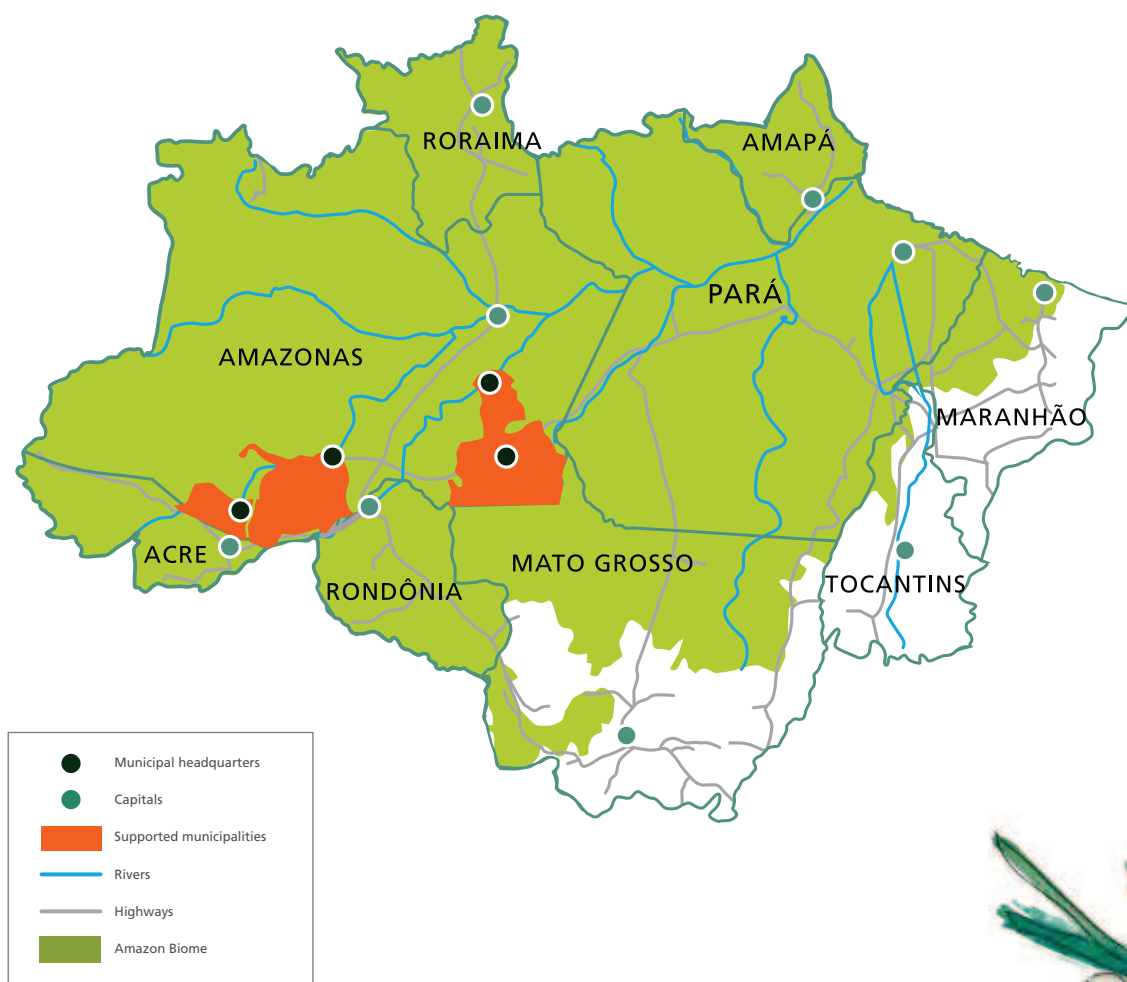 RORAIMA
AMAPÁ
PARÁ
AMAZONAS
MARANHÃO
ACRE
MATO GROSSO
TOCANTINS
RONDÔNIA
Municipal headquarters
Capitals
Supported municipalities
Rivers
Highways
Amazon Biome